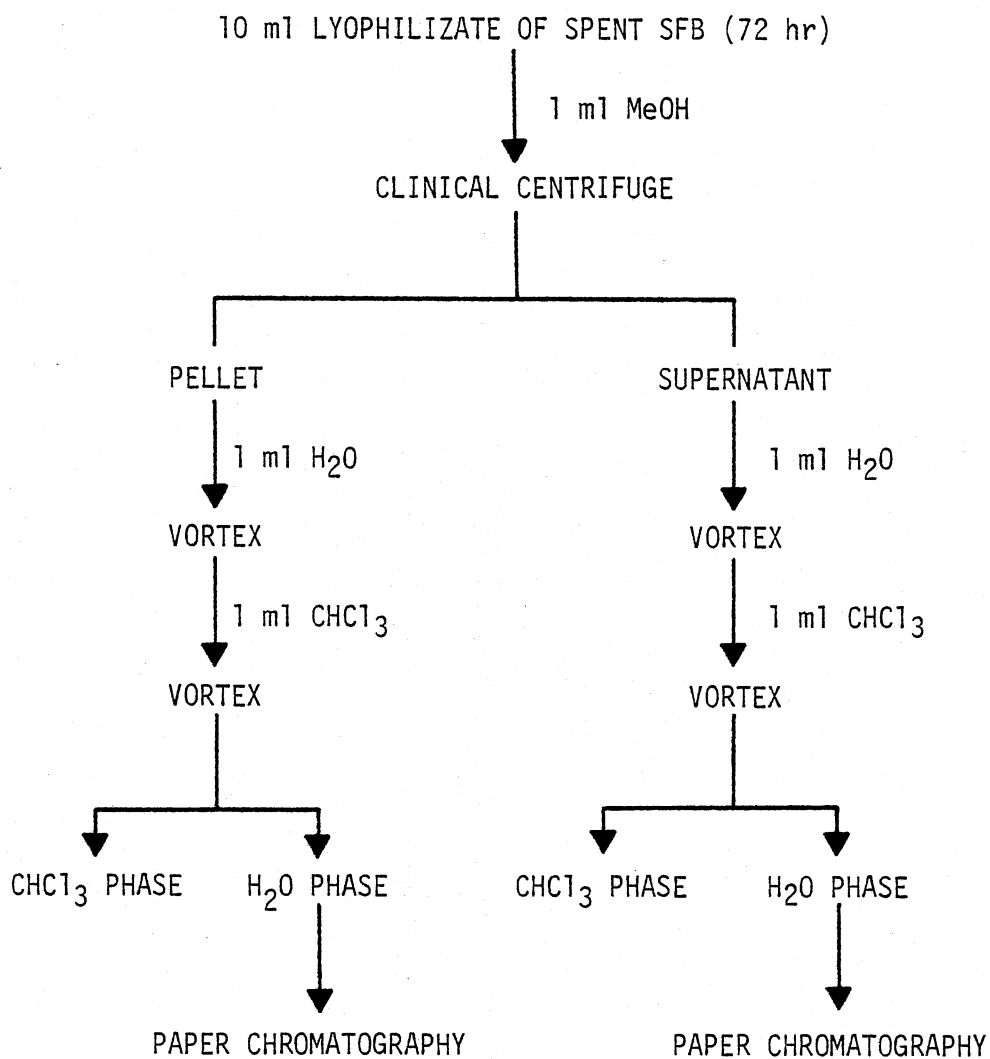 10 ml LYOPHILIZATE OF SPENT SFB (72 hr)
1 ml MeOH
CLINICAL CENTRIFUGE
PELLET
SUPERNATANT
1 ml H2O
1 ml H2O
VORTEX
VORTEX
1 ml CHCl3
1 ml CHCl3
VORTEX
VORTEX
CHCl3 PHASE
H2O PHASE
CHCl3 PHASE
H2O PHASE
PAPER CHROMATOGRAPHY
PAPER CHROMATOGRAPHY